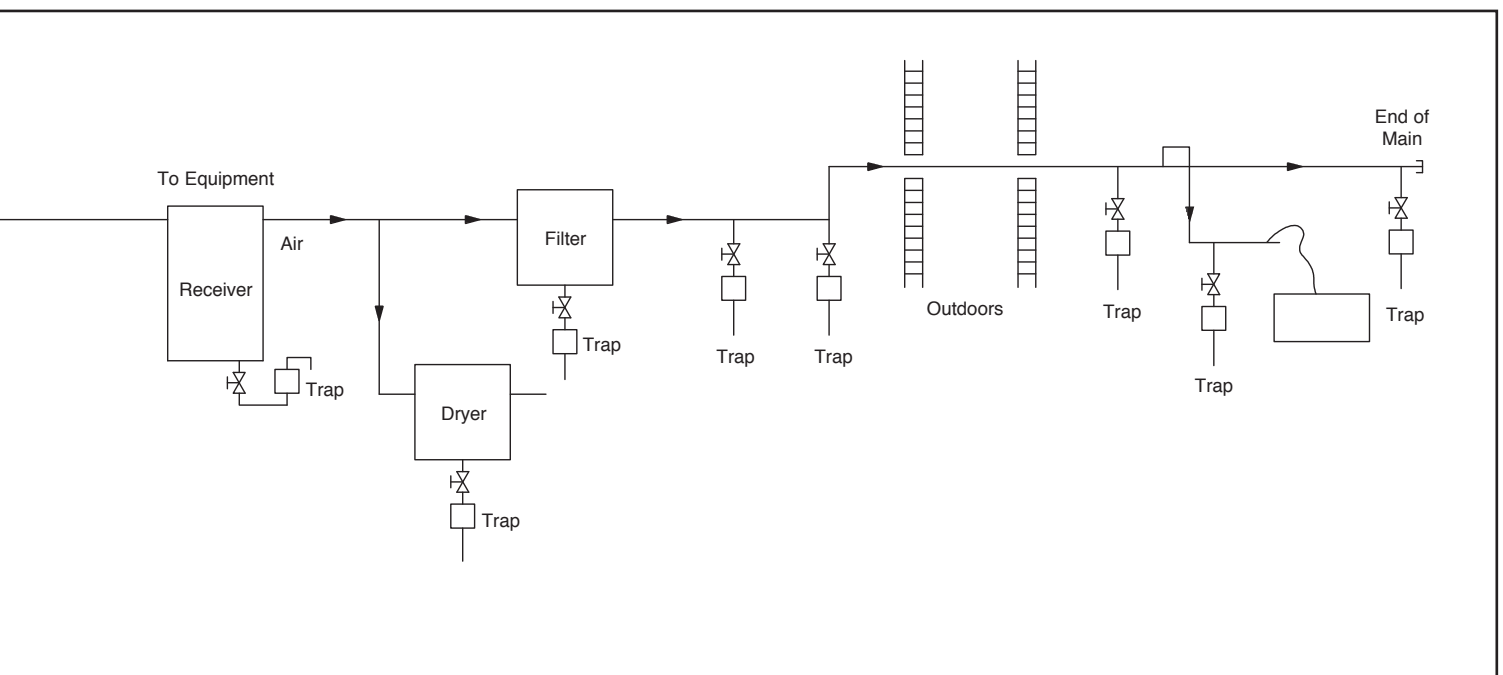 To Equipment
Air
Receiver
Trap
Dryer
Trap
Filter
Trap
Trap
Trap
Outdoors
Trap
Trap
End of
Main
Trap